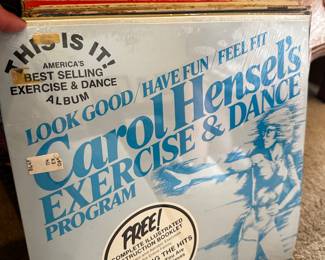 THIS IS IT!
AMERICA'S
BEST SELLING
EXERCISE & DANCE
ALBUM
LOOK GOOD/HAVE FUN/FEEL FIT
Carol Hensel's
EXERCISE & DANCE
PROGRAM
FREE!
COMPLETE ILLUSTRATED
INSTRUCTION BOOKLET
TO THE HITS